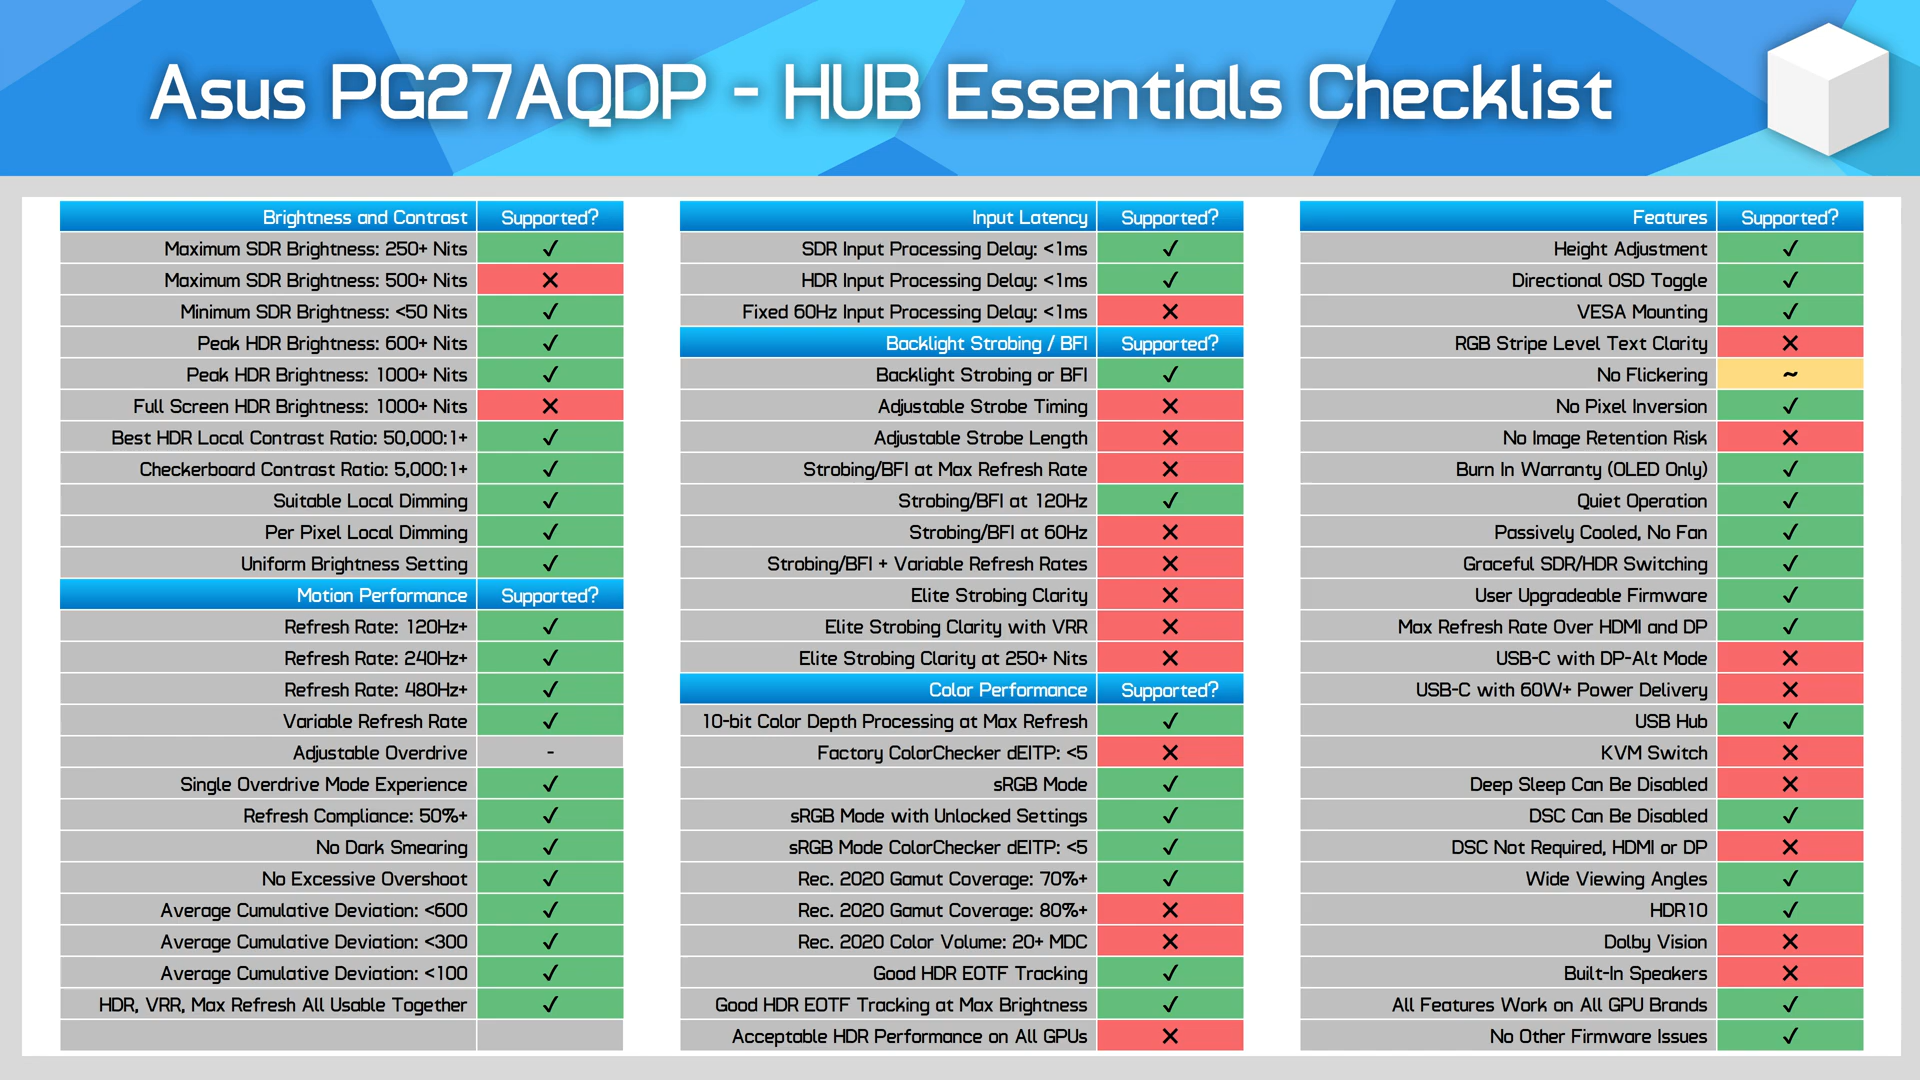 Asus PG27AQDP - HUB Essentials Checklist
Brightness and Contrast Supported?
Maximum SDR Brightness: 250+ Nits ✓
Maximum SDR Brightness: 500+ Nits ✕
Minimum SDR Brightness: <50 Nits ✓
Peak HDR Brightness: 600+ Nits ✓
Peak HDR Brightness: 1000+ Nits ✓
Full Screen HDR Brightness: 1000+ Nits ✕
Best HDR Local Contrast Ratio: 50,000:1+ ✓
Checkerboard Contrast Ratio: 5,000:1+ ✓
Suitable Local Dimming ✓
Per Pixel Local Dimming ✓
Uniform Brightness Setting ✓
Motion Performance Supported?
Refresh Rate: 120Hz+ ✓
Refresh Rate: 240Hz+ ✓
Refresh Rate: 480Hz+ ✓
Variable Refresh Rate ✓
Adjustable Overdrive -
Single Overdrive Mode Experience ✓
Refresh Compliance: 50%+ ✓
No Dark Smearing ✓
No Excessive Overshoot ✓
Average Cumulative Deviation: <600 ✓
Average Cumulative Deviation: <300 ✓
Average Cumulative Deviation: <100 ✓
HDR, VRR, Max Refresh All Usable Together ✓
Input Latency Supported?
SDR Input Processing Delay: <1ms ✓
HDR Input Processing Delay: <1ms ✓
Fixed 60Hz Input Processing Delay: <1ms ✕
Backlight Strobing / BFI Supported?
Backlight Strobing or BFI ✓
Adjustable Strobe Timing ✕
Adjustable Strobe Length ✕
Strobing/BFI at Max Refresh Rate ✕
Strobing/BFI at 120Hz ✓
Strobing/BFI at 60Hz ✕
Strobing/BFI + Variable Refresh Rates ✕
Elite Strobing Clarity ✕
Elite Strobing Clarity with VRR ✕
Elite Strobing Clarity at 250+ Nits ✕
Color Performance Supported?
10-bit Color Depth Processing at Max Refresh ✓
Factory ColorChecker dEITP: <5 ✕
sRGB Mode ✓
sRGB Mode with Unlocked Settings ✓
sRGB Mode ColorChecker dEITP: <5 ✓
Rec. 2020 Gamut Coverage: 70%+ ✓
Rec. 2020 Gamut Coverage: 80%+ ✕
Rec. 2020 Color Volume: 20+ MDC ✕
Good HDR EOTF Tracking ✓
Good HDR EOTF Tracking at Max Brightness ✓
Acceptable HDR Performance on All GPUs ✕
Features Supported?
Height Adjustment ✓
Directional OSD Toggle ✓
VESA Mounting ✓
RGB Stripe Level Text Clarity ✕
No Flickering ~
No Pixel Inversion ✓
No Image Retention Risk ✕
Burn In Warranty (OLED Only) ✓
Quiet Operation ✓
Passively Cooled, No Fan ✓
Graceful SDR/HDR Switching ✓
User Upgradeable Firmware ✓
Max Refresh Rate Over HDMI and DP ✓
USB-C with DP-Alt Mode ✕
USB-C with 60W+ Power Delivery ✕
USB Hub ✓
KVM Switch ✕
Deep Sleep Can Be Disabled ✕
DSC Can Be Disabled ✓
DSC Not Required, HDMI or DP ✕
Wide Viewing Angles ✓
HDR10 ✓
Dolby Vision ✕
Built-In Speakers ✕
All Features Work on All GPU Brands ✓
No Other Firmware Issues ✓